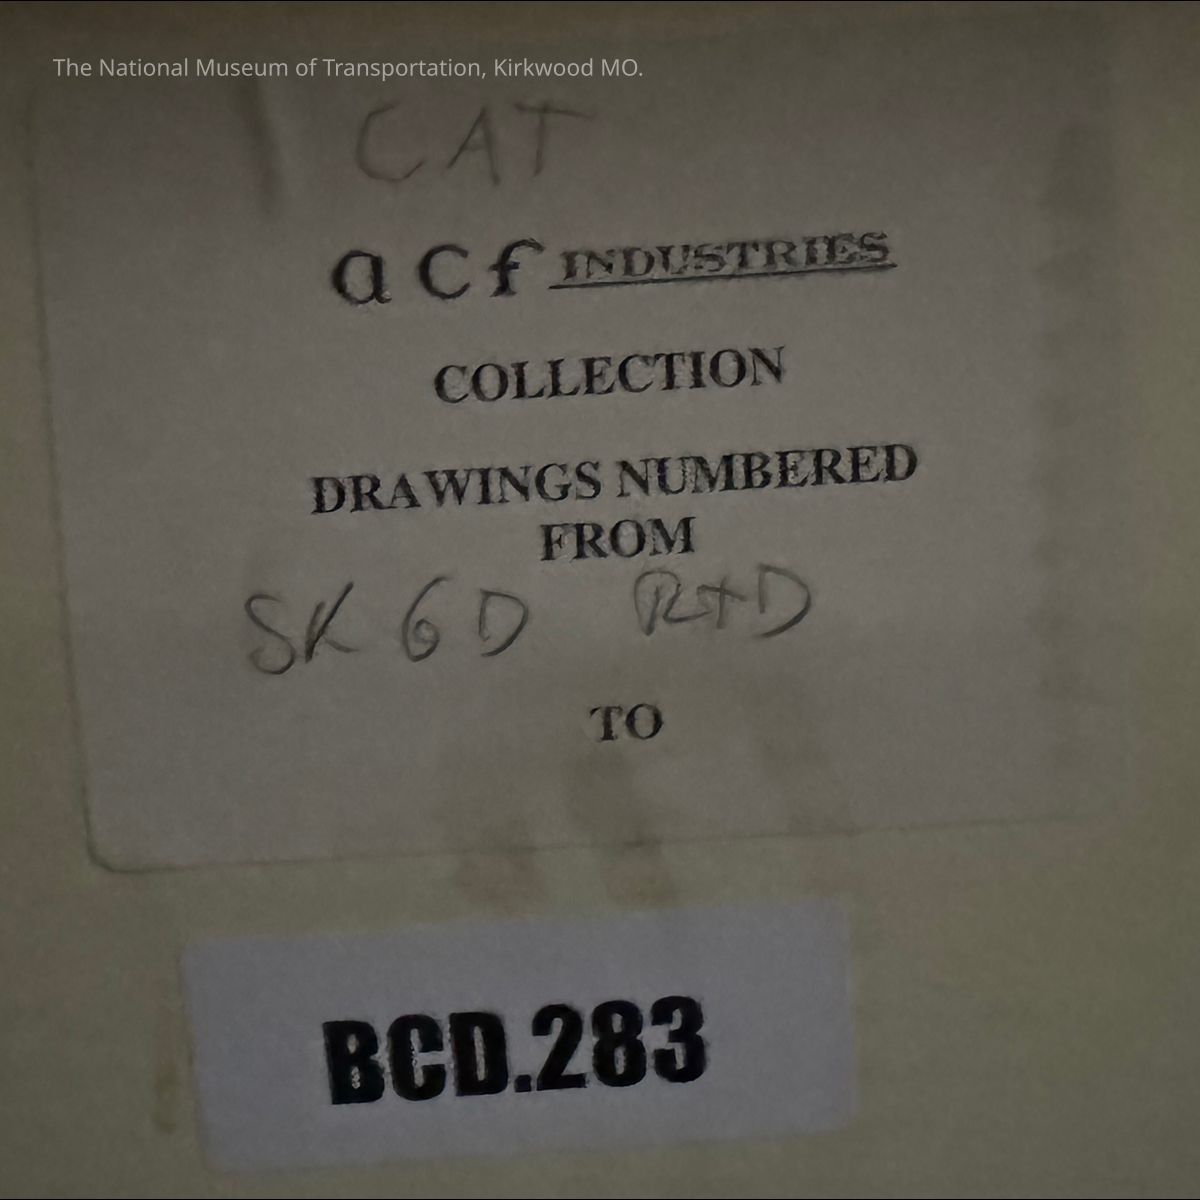 The National Museum of Transportation, Kirkwood MO.
CAT
acf INDUSTRIES
COLLECTION
DRAWINGS NUMBERED
FROM
SK 6D R+D
TO
BCD.283